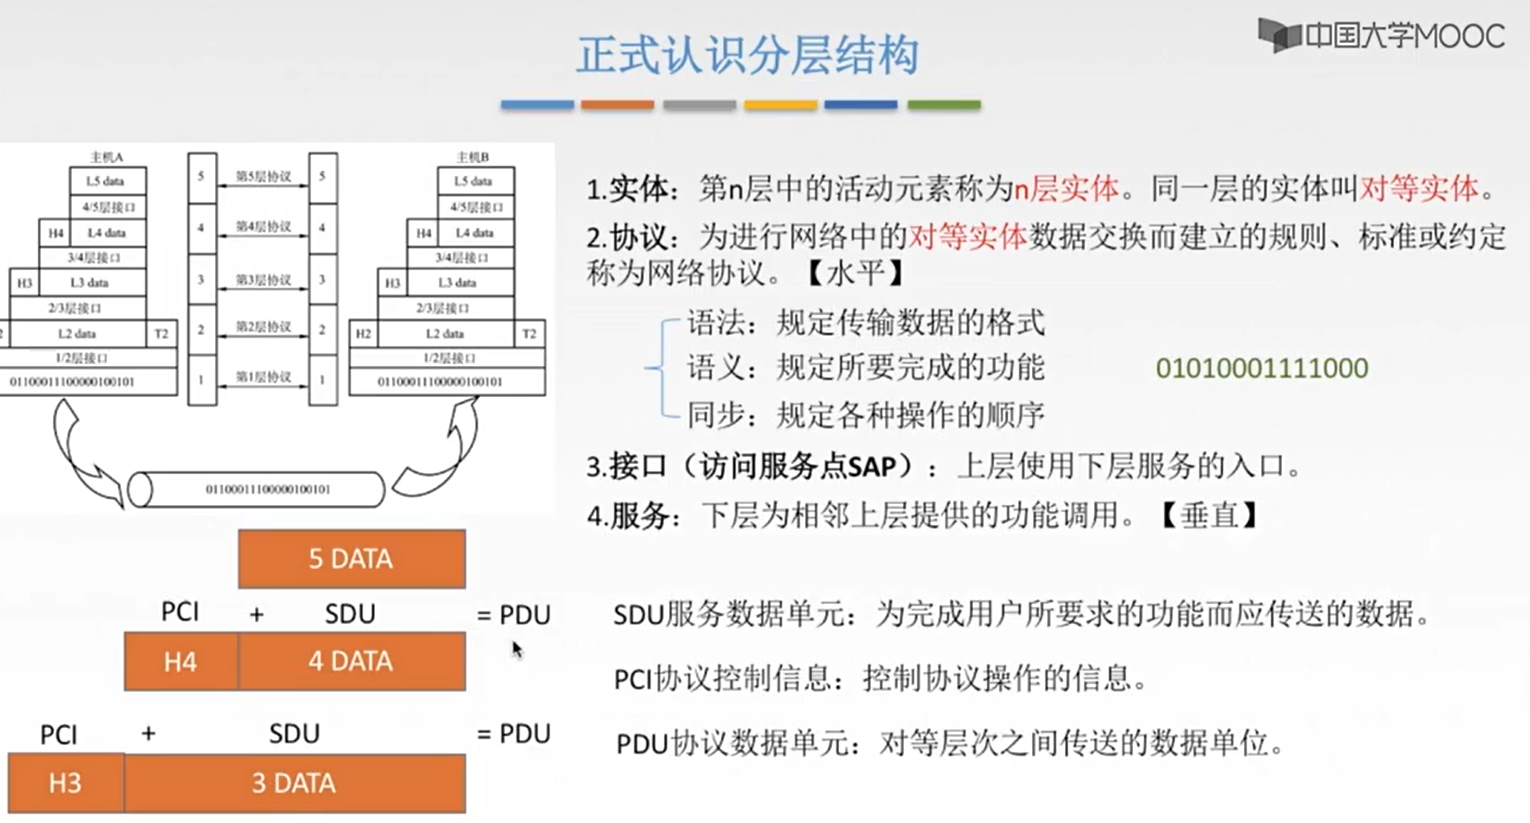 正式认识分层结构
中国大学MOOC
主机A
L5 data
4/5层接口
H4 L4 data
3/4层接口
H3 L3 data
2/3层接口
2 L2 data T2
1/2层接口
01100011100000100101
5 第5层协议 5
4 第4层协议 4
3 第3层协议 3
2 第2层协议 2
1 第1层协议 1
主机B
L5 data
4/5层接口
H4 L4 data
3/4层接口
H3 L3 data
2/3层接口
H2 L2 data T2
1/2层接口
01100011100000100101
01100011100000100101
5 DATA
PCI + SDU = PDU
H4 4 DATA
PCI + SDU = PDU
H3 3 DATA
1.实体：第n层中的活动元素称为n层实体。同一层的实体叫对等实体。
2.协议：为进行网络中的对等实体数据交换而建立的规则、标准或约定
称为网络协议。【水平】
语法：规定传输数据的格式
语义：规定所要完成的功能
01010001111000
同步：规定各种操作的顺序
3.接口（访问服务点SAP）：上层使用下层服务的入口。
4.服务：下层为相邻上层提供的功能调用。【垂直】
SDU服务数据单元：为完成用户所要求的功能而应传送的数据。
PCI协议控制信息：控制协议操作的信息。
PDU协议数据单元：对等层次之间传送的数据单位。